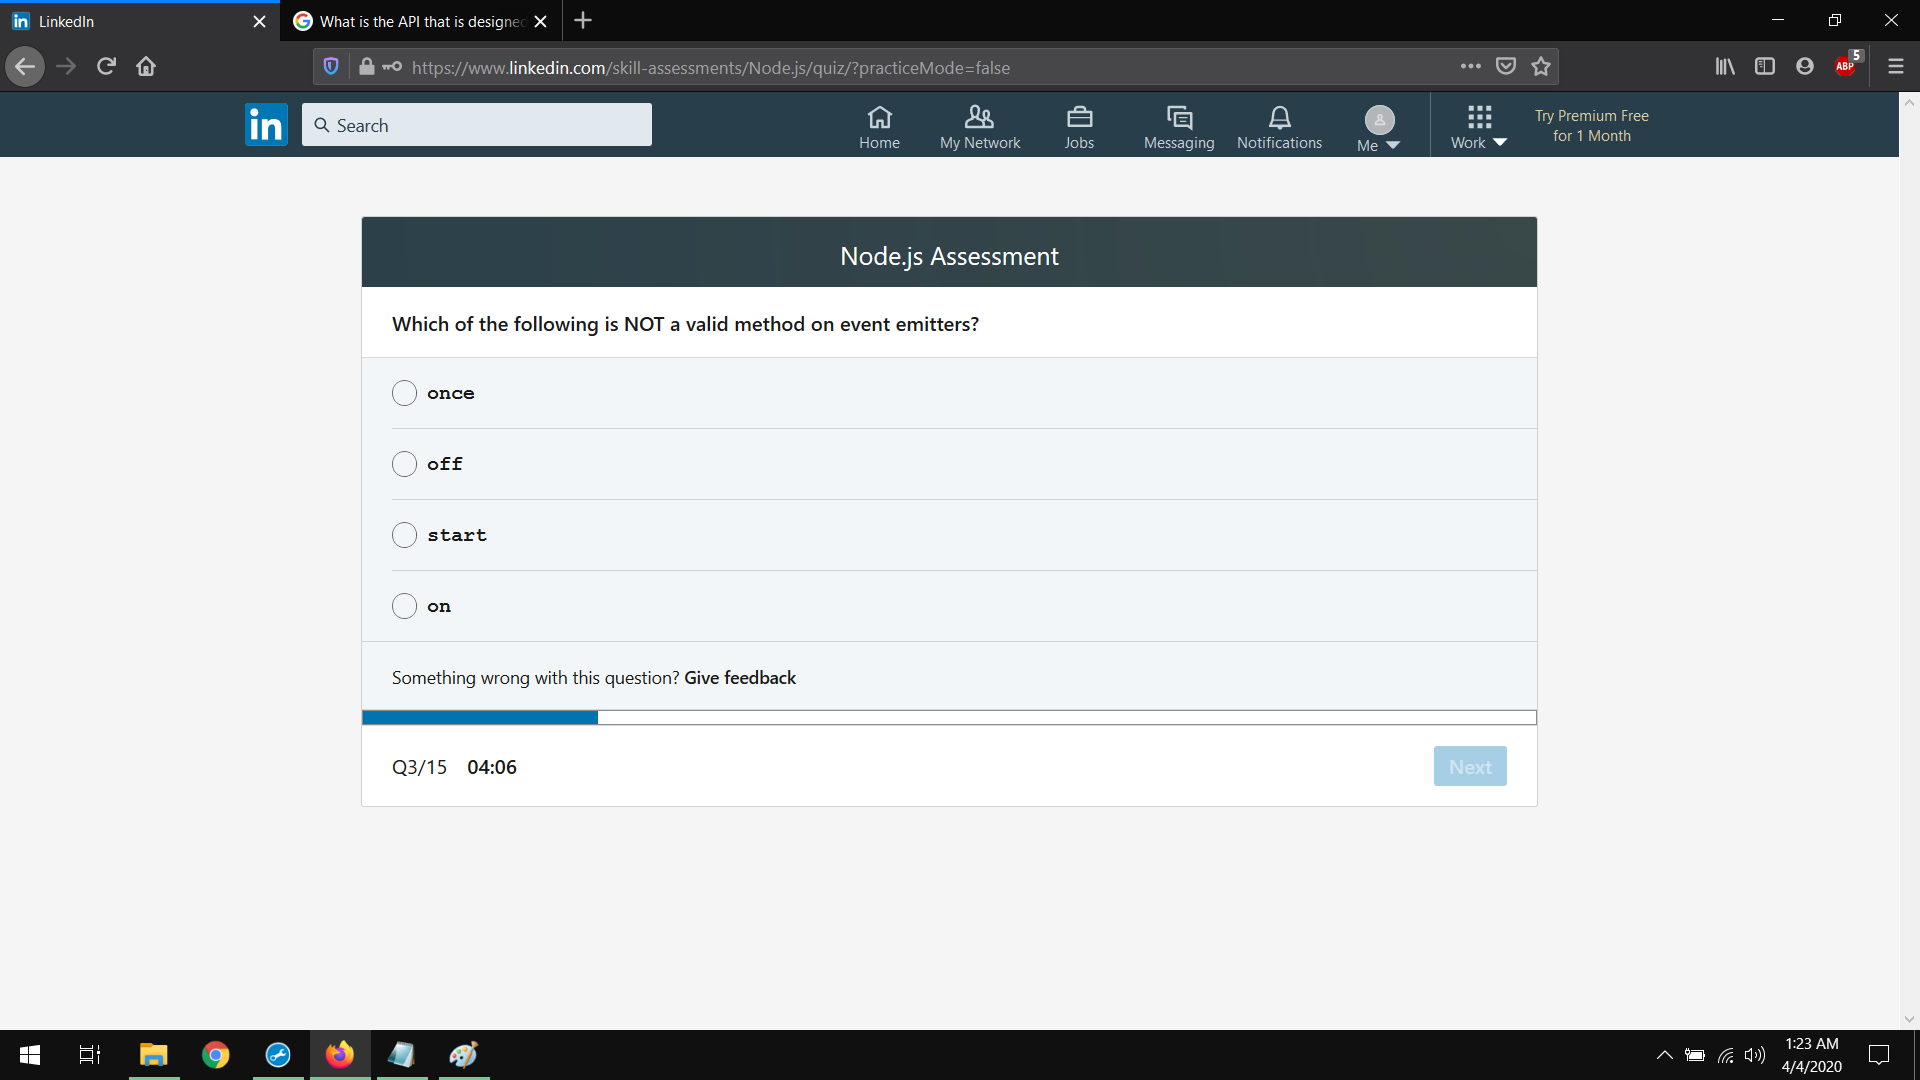 LinkedIn
What is the API that is designed
https://www.linkedin.com/skill-assessments/Node.js/quiz/?practiceMode=false
ABP
5
in
Search
Home
My Network
Jobs
Messaging
Notifications
Me
Work
Try Premium Free
for 1 Month
Node.js Assessment
Which of the following is NOT a valid method on event emitters?
once
off
start
on
Something wrong with this question? Give feedback
Q3/15 04:06
Next
1:23 AM
4/4/2020